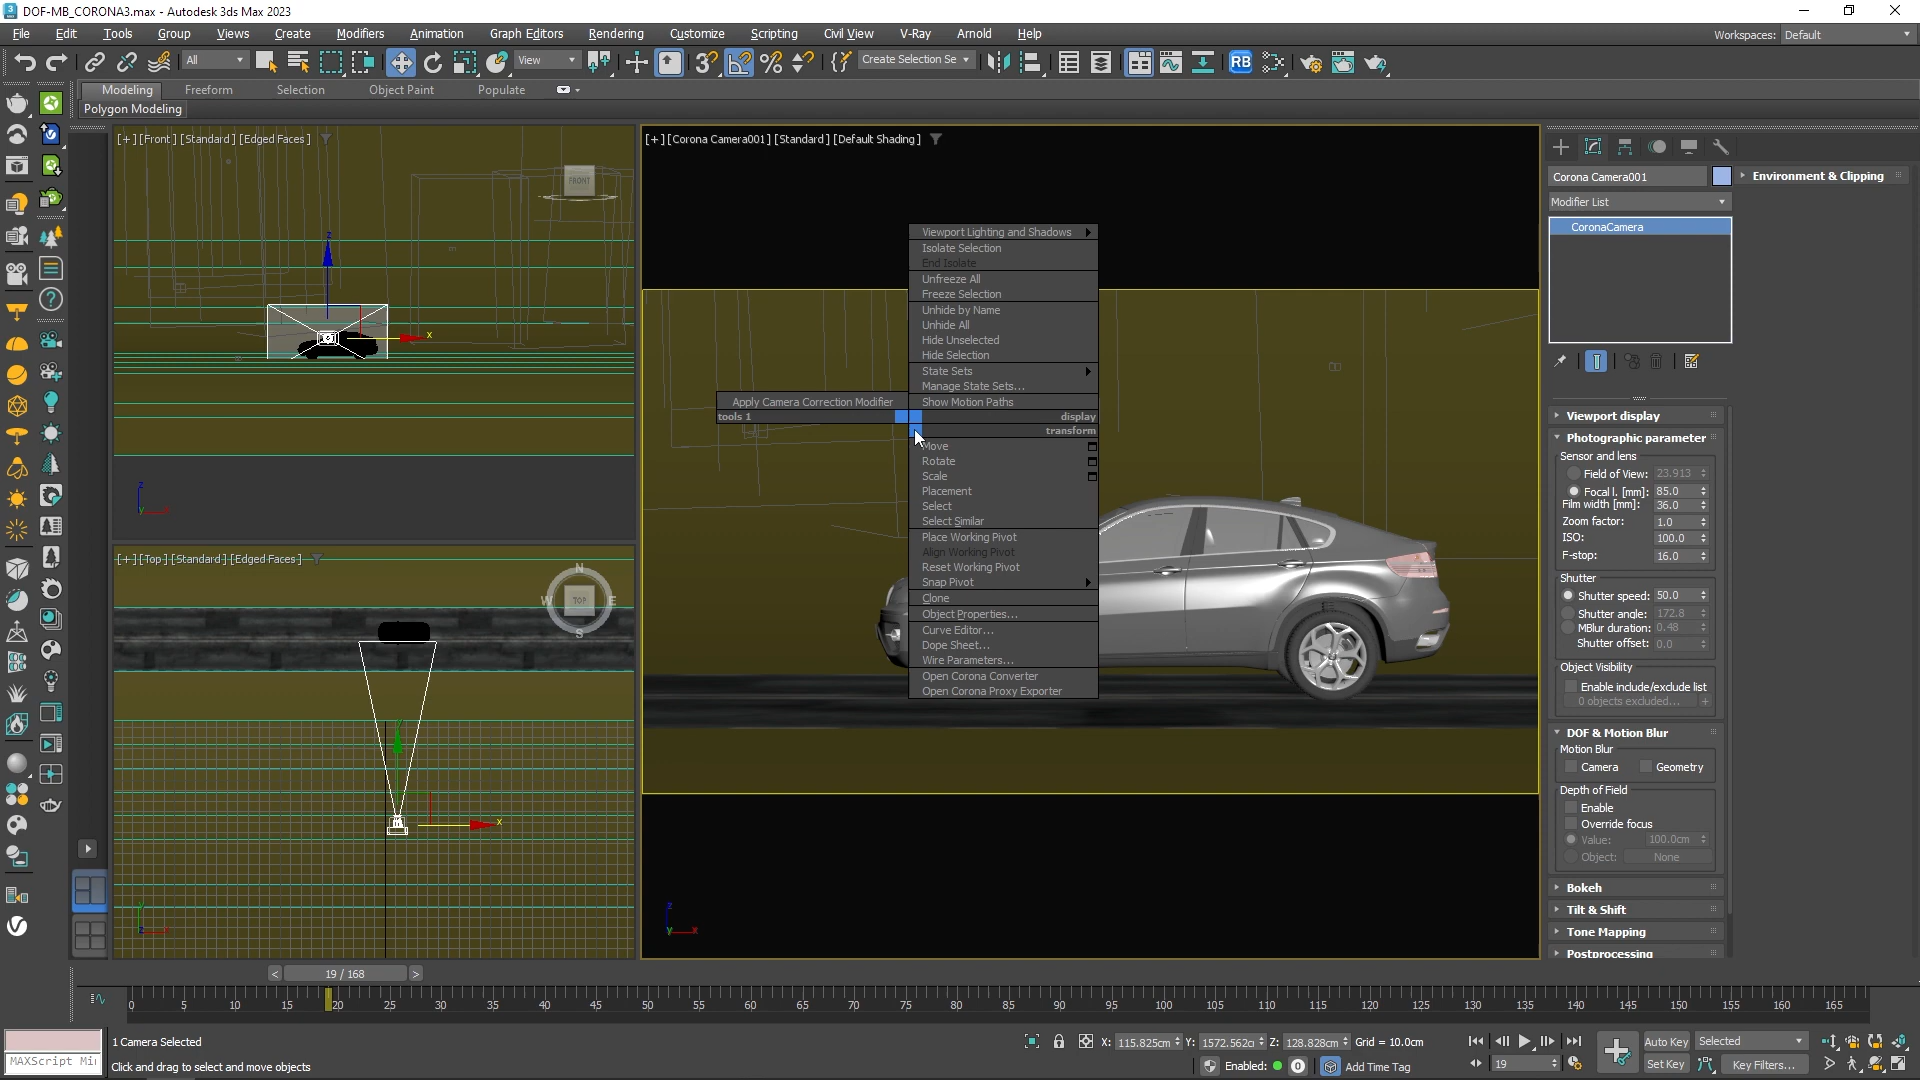 DOF-MB_CORONA3.max - Autodesk 3ds Max 2023
File Edit Tools Group Views Create Modifiers Animation Graph Editors Rendering Customize Scripting Civil View V-Ray Arnold Help
Workspaces: Default
All View Create Selection Se RB
Modeling Freeform Selection Object Paint Populate
Polygon Modeling
[+] [Front] [Standard] [Edged Faces]
FRONT
z
x
z
x
[+] [Top] [Standard] [Edged Faces]
N
W TOP E
S
y
x
[+] [Corona Camera001] [Standard] [Default Shading]
Viewport Lighting and Shadows
Isolate Selection
End Isolate
Unfreeze All
Freeze Selection
Unhide by Name
Unhide All
Hide Unselected
Hide Selection
State Sets
Manage State Sets...
Apply Camera Correction Modifier Show Motion Paths
tools 1 display
transform
Move
Rotate
Scale
Placement
Select
Select Similar
Place Working Pivot
Align Working Pivot
Reset Working Pivot
Snap Pivot
Clone
Object Properties...
Curve Editor...
Dope Sheet...
Wire Parameters...
Open Corona Converter
Open Corona Proxy Exporter
z
y x
Corona Camera001
Environment & Clipping
Modifier List
CoronaCamera
Viewport display
Photographic parameter
Sensor and lens
Field of View: 23.913
Focal l. [mm]: 85.0
Film width [mm]: 36.0
Zoom factor: 1.0
ISO: 100.0
F-stop: 16.0
Shutter
Shutter speed: 50.0
Shutter angle: 172.8
MBlur duration: 0.48
Shutter offset: 0.0
Object Visibility
Enable include/exclude list
0 objects excluded... +
DOF & Motion Blur
Motion Blur
Camera Geometry
Depth of Field
Enable
Override focus
Value: 100.0cm
Object: None
Bokeh
Tilt & Shift
Tone Mapping
Postprocessing
< 19 / 168 >
0 5 10 15 20 25 30 35 40 45 50 55 60 65 70 75 80 85 90 95 100 105 110 115 120 125 130 135 140 145 150 155 160 165
1 Camera Selected
X: 115.825cm Y: 1572.562c Z: 128.828cm Grid = 10.0cm
Auto Key Selected
MAXScript Mi
Click and drag to select and move objects
Enabled: 0 Add Time Tag
19
Set Key Key Filters...